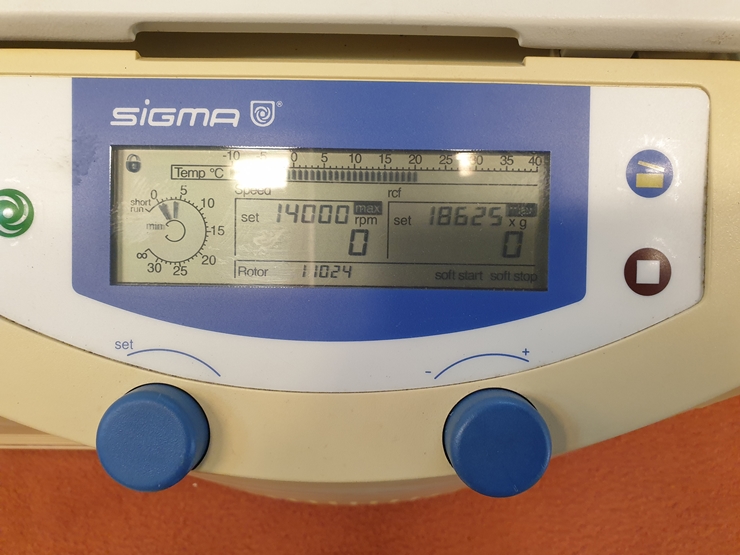 SIGMA ®
-10 -5 0 5 10 15 20 25 30 35 40
Temp °C
Speed rcf
set 14000 max rpm set 18625 max x g
0 0
Rotor 11024 soft start soft stop
short run 0 5 10 15 20 25 30 ∞
min
set
- +